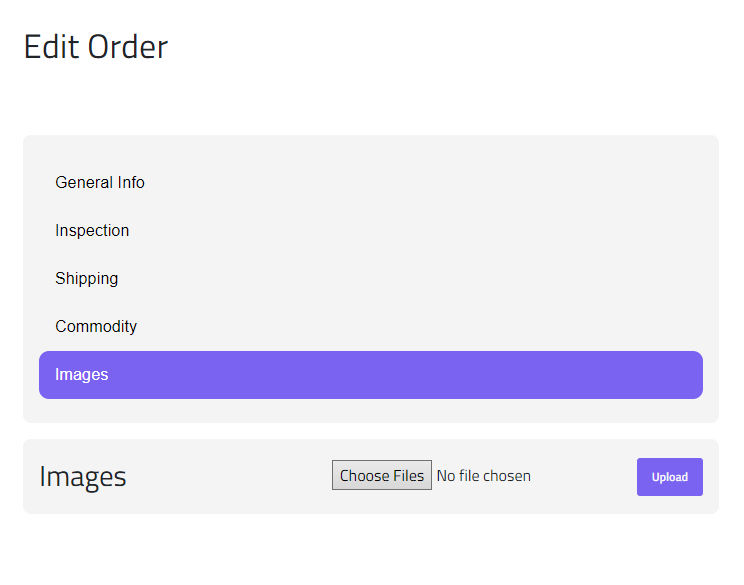 Edit Order
General Info
Inspection
Shipping
Commodity
Images
Images Choose Files No file chosen Upload